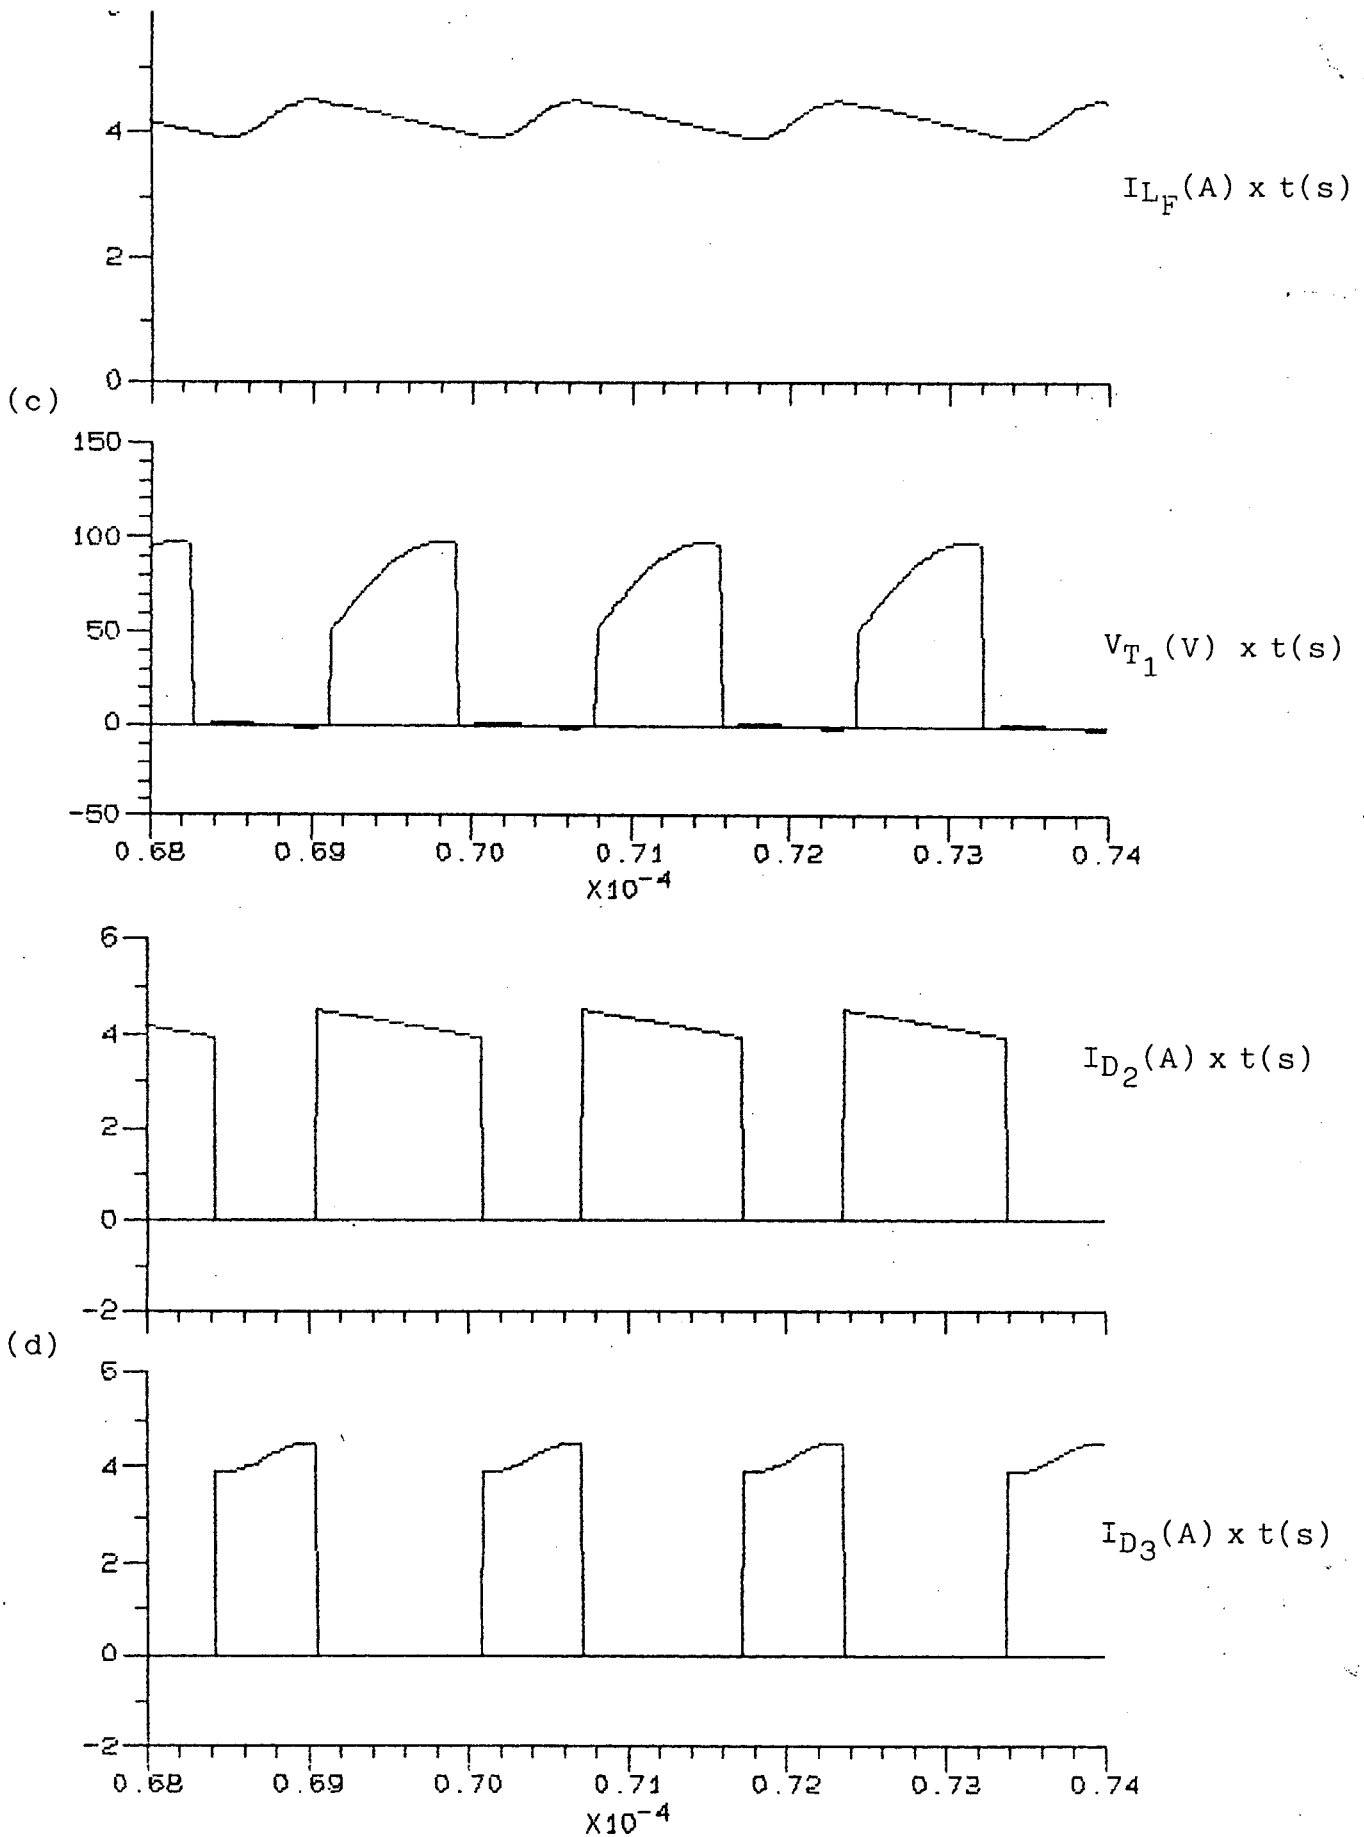 4
2
0
I_{L_F}(A) x t(s)
(c)
150
100
50
0
-50
V_{T_1}(V) x t(s)
0.68 0.69 0.70 0.71 0.72 0.73 0.74
X10^{-4}
6
4
2
0
-2
I_{D_2}(A) x t(s)
(d)
6
4
2
0
-2
I_{D_3}(A) x t(s)
0.68 0.69 0.70 0.71 0.72 0.73 0.74
X10^{-4}